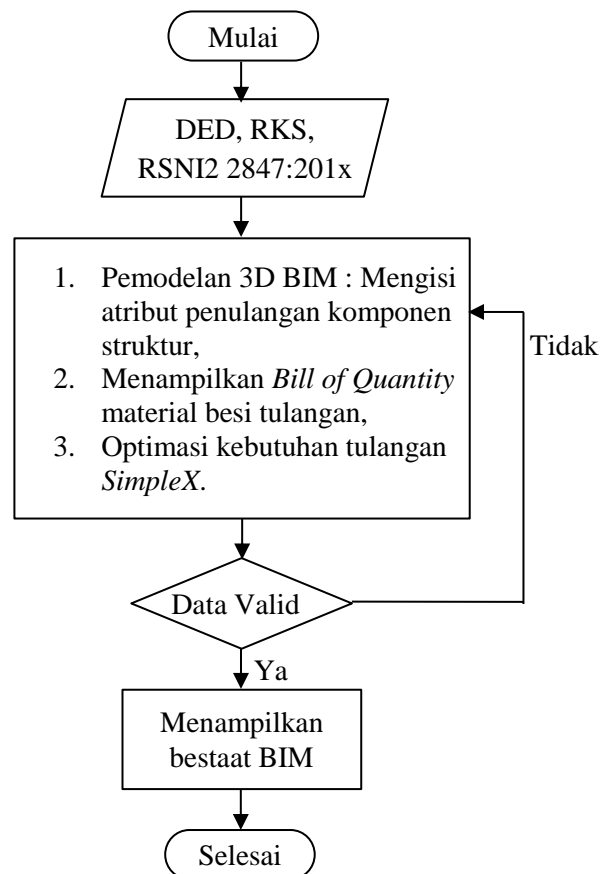 Mulai
DED, RKS,
RSNI2 2847:201x
1. Pemodelan 3D BIM : Mengisi
atribut penulangan komponen
struktur,
2. Menampilkan Bill of Quantity
material besi tulangan,
3. Optimasi kebutuhan tulangan
SimpleX.
Tidak
Data Valid
Ya
Menampilkan
bestaat BIM
Selesai